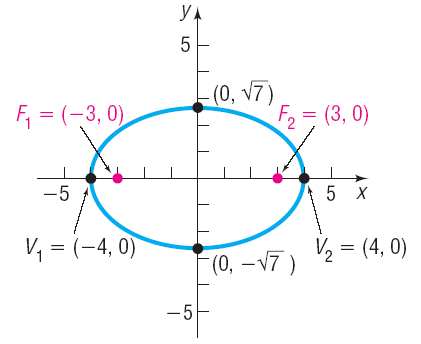 y
5
(0, √7)
F₁ = (−3, 0)
F₂ = (3, 0)
−5
5
x
V₁ = (−4, 0)
V₂ = (4, 0)
(0, −√7 )
−5